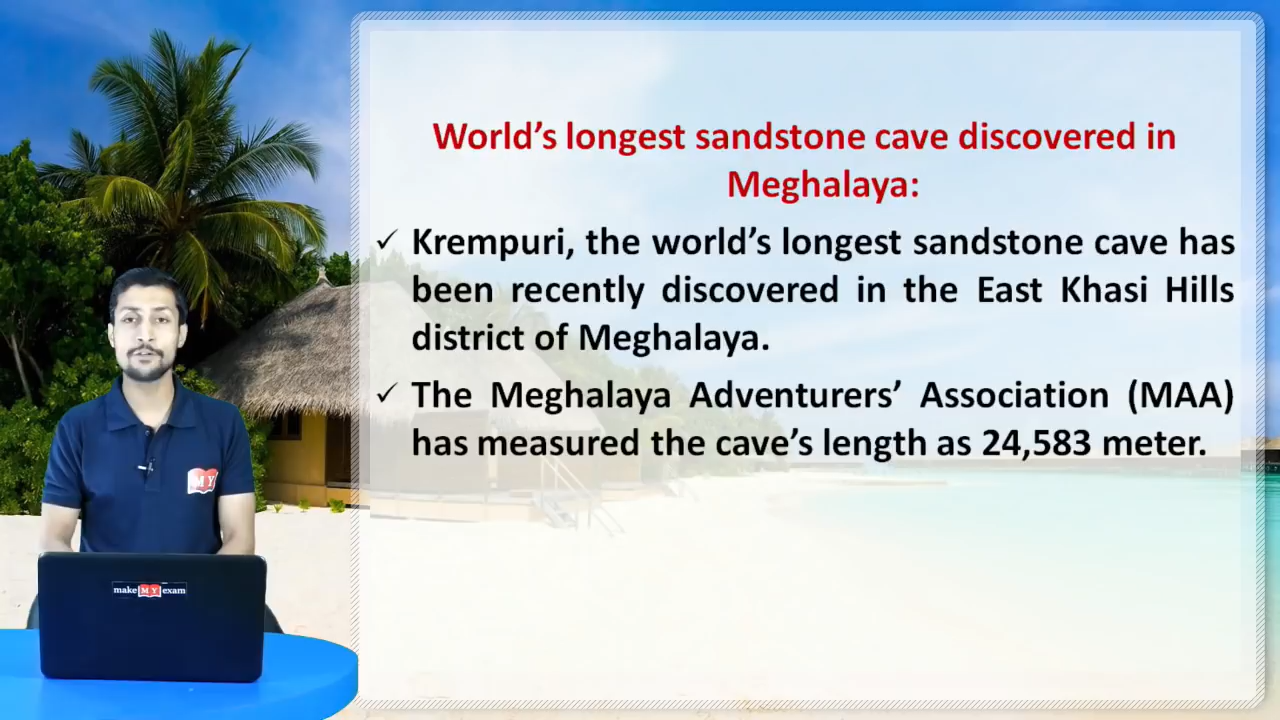 World’s longest sandstone cave discovered in
Meghalaya:
✓ Krempuri, the world’s longest sandstone cave has
been recently discovered in the East Khasi Hills
district of Meghalaya.
✓ The Meghalaya Adventurers’ Association (MAA)
has measured the cave’s length as 24,583 meter.
MY
make MY exam